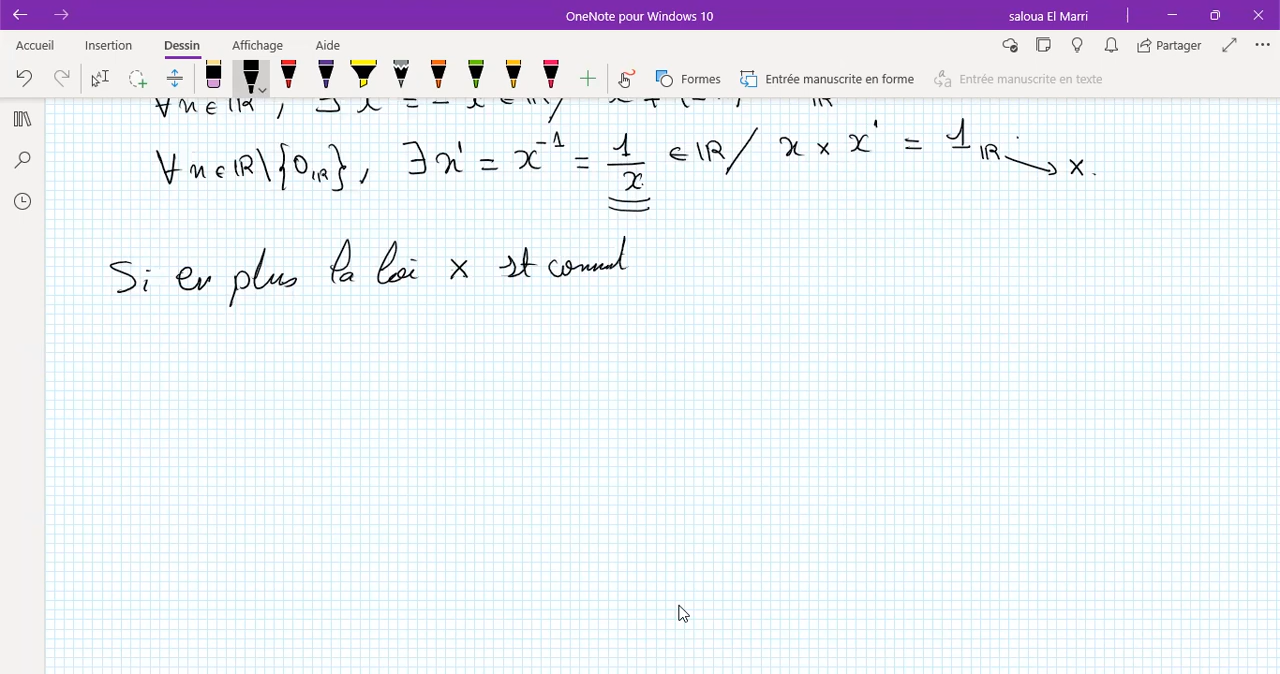 OneNote pour Windows 10
saloua El Marri
Accueil Insertion Dessin Affichage Aide
Partager
Formes Entrée manuscrite en forme Entrée manuscrite en texte
∀x∈ℝ\{0ℝ}, ∃x' = x⁻¹ = 1/x ∈ℝ/ x × x' = 1ℝ → ×.
Si en plus la loi × st commut